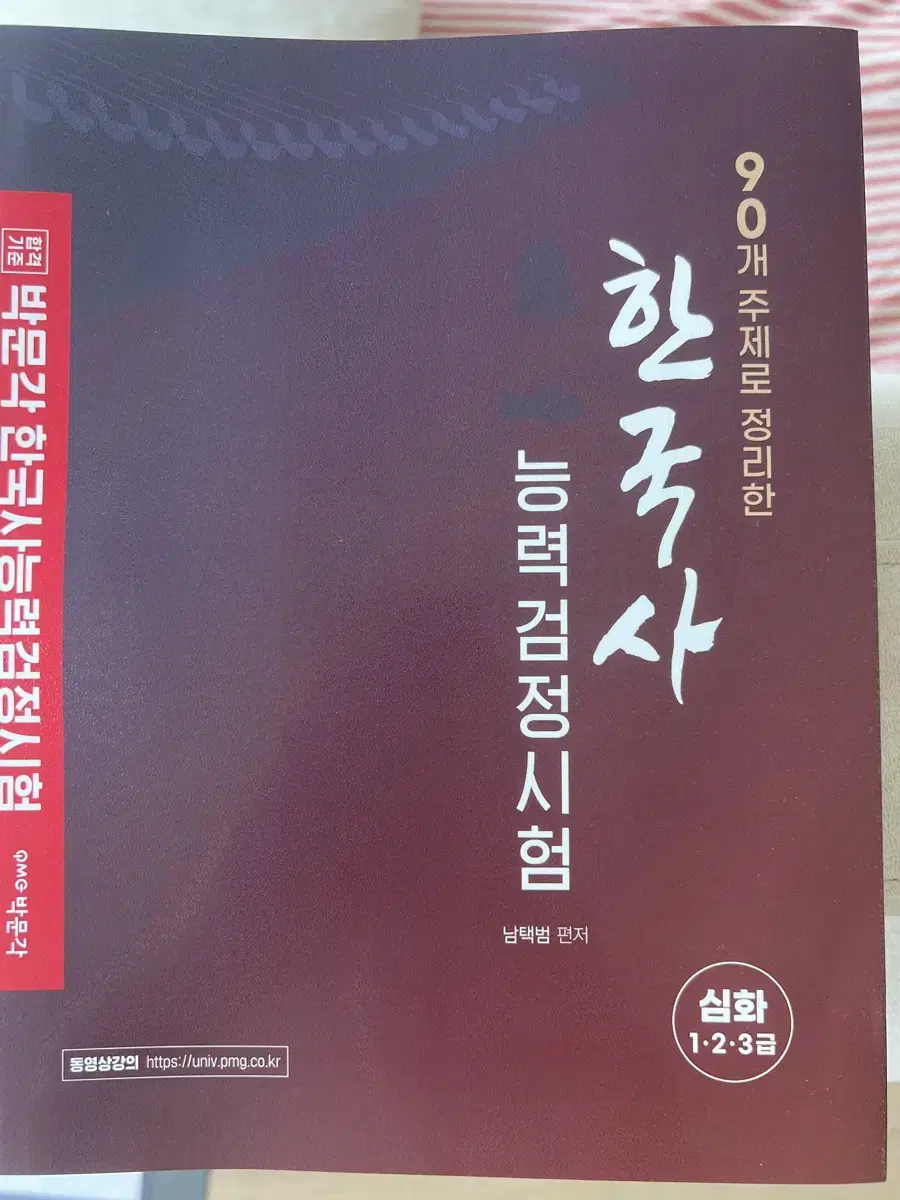 90개 주제로 정리한
한국사
능력검정시험
남택범 편저
심화
1·2·3급
합격
기준
박문각 한국사능력검정시험
PMG 박문각
동영상강의 https://univ.pmg.co.kr